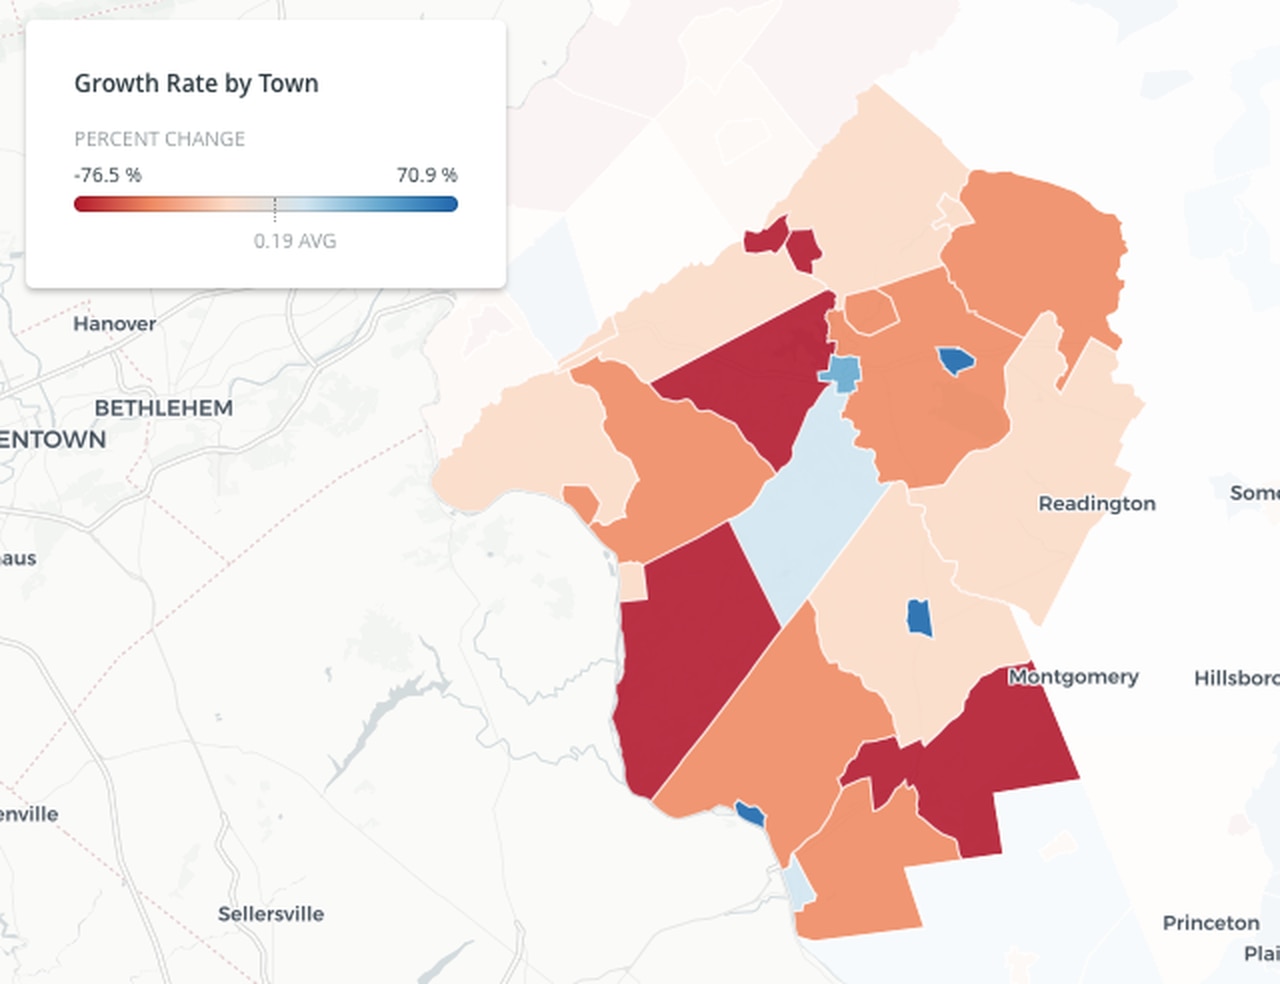 Growth Rate by Town
PERCENT CHANGE
-76.5 % 70.9 %
0.19 AVG
Hanover
BETHLEHEM
ENTOWN
Readington
Some
aus
Montgomery
Hillsboro
enville
Sellersville
Princeton
Plai